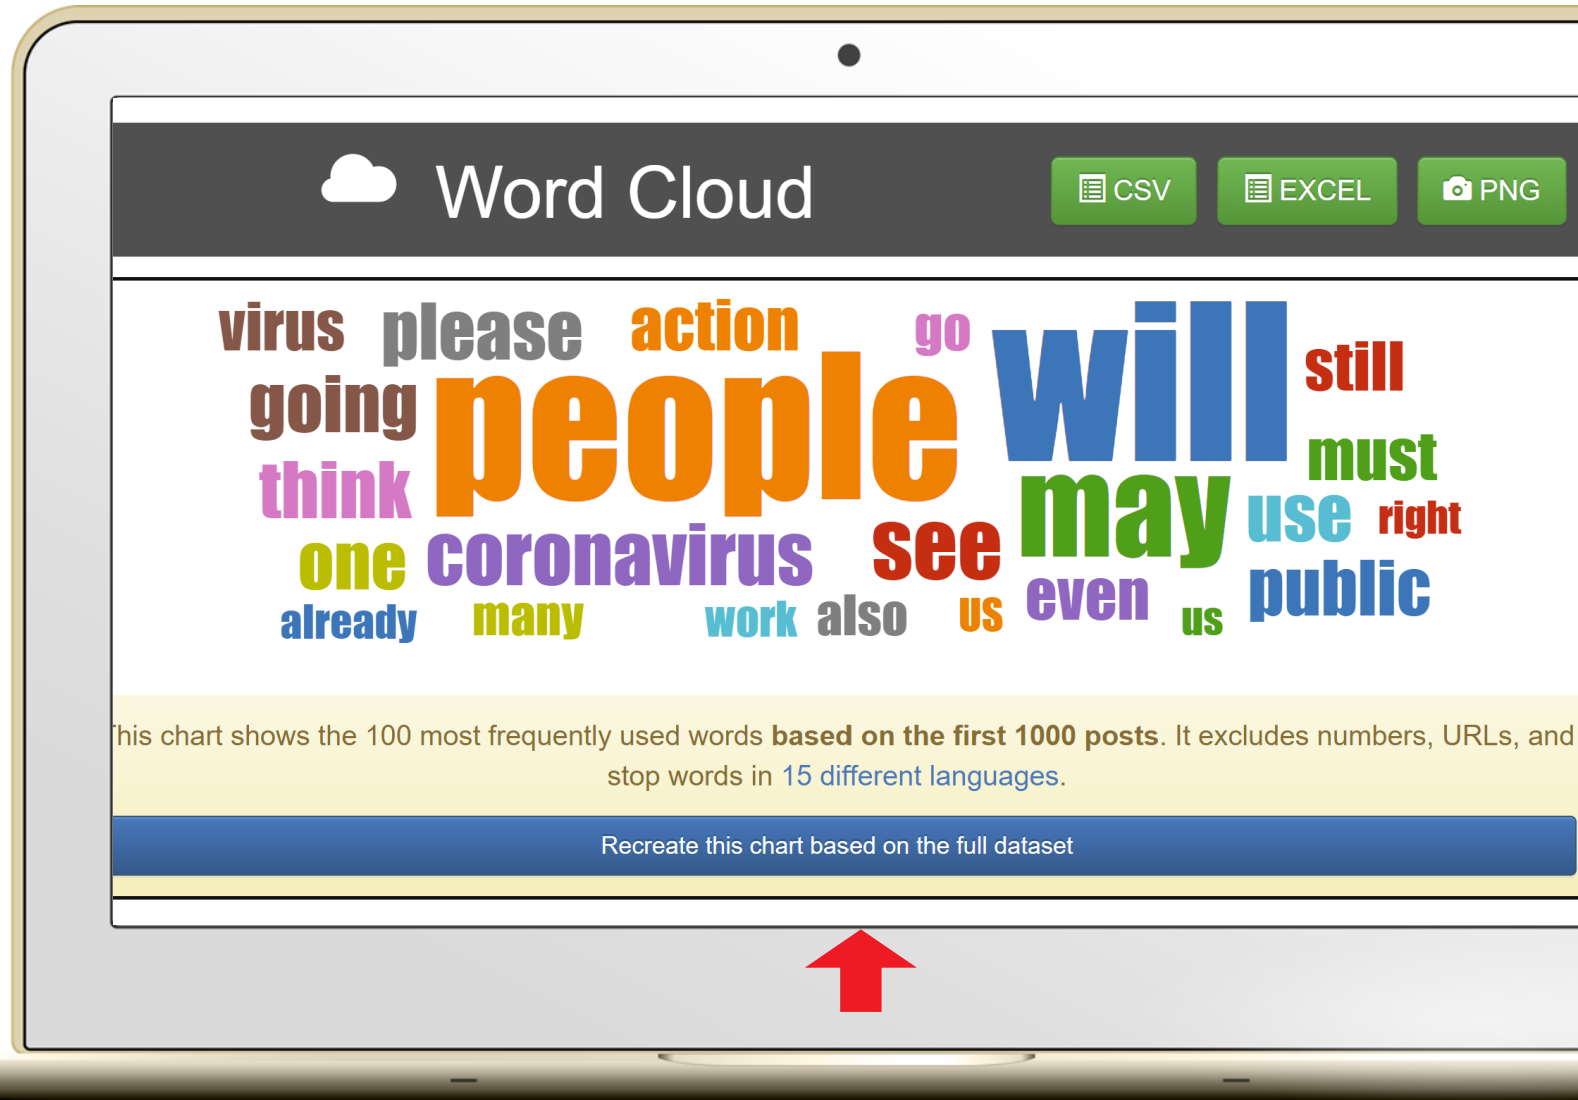 Word Cloud
CSV
EXCEL
PNG
virus please action go will still
going people must
think may use right
one coronavirus see even public
already many work also us us
his chart shows the 100 most frequently used words based on the first 1000 posts. It excludes numbers, URLs, and
stop words in 15 different languages.
Recreate this chart based on the full dataset